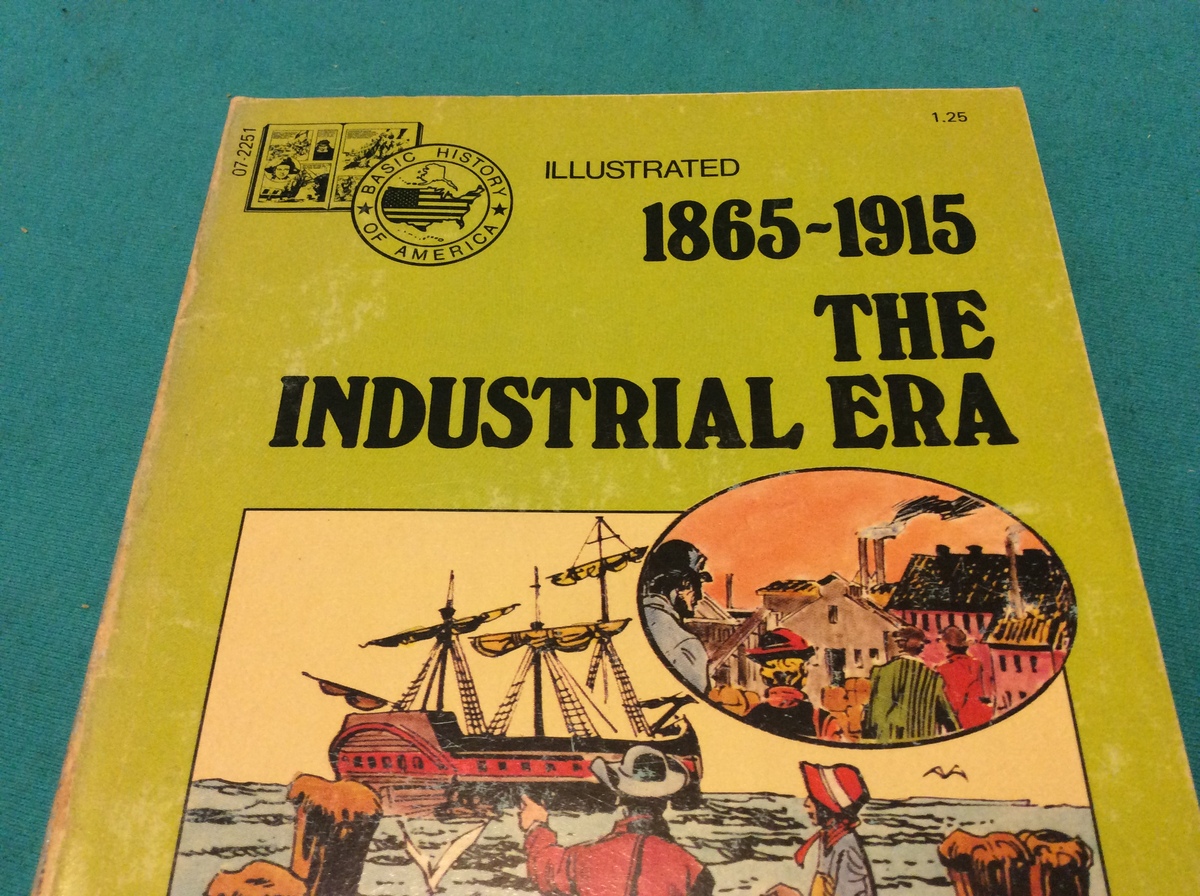 07-2251
BASIC HISTORY
OF AMERICA
1.25
ILLUSTRATED
1865~1915
THE
INDUSTRIAL ERA